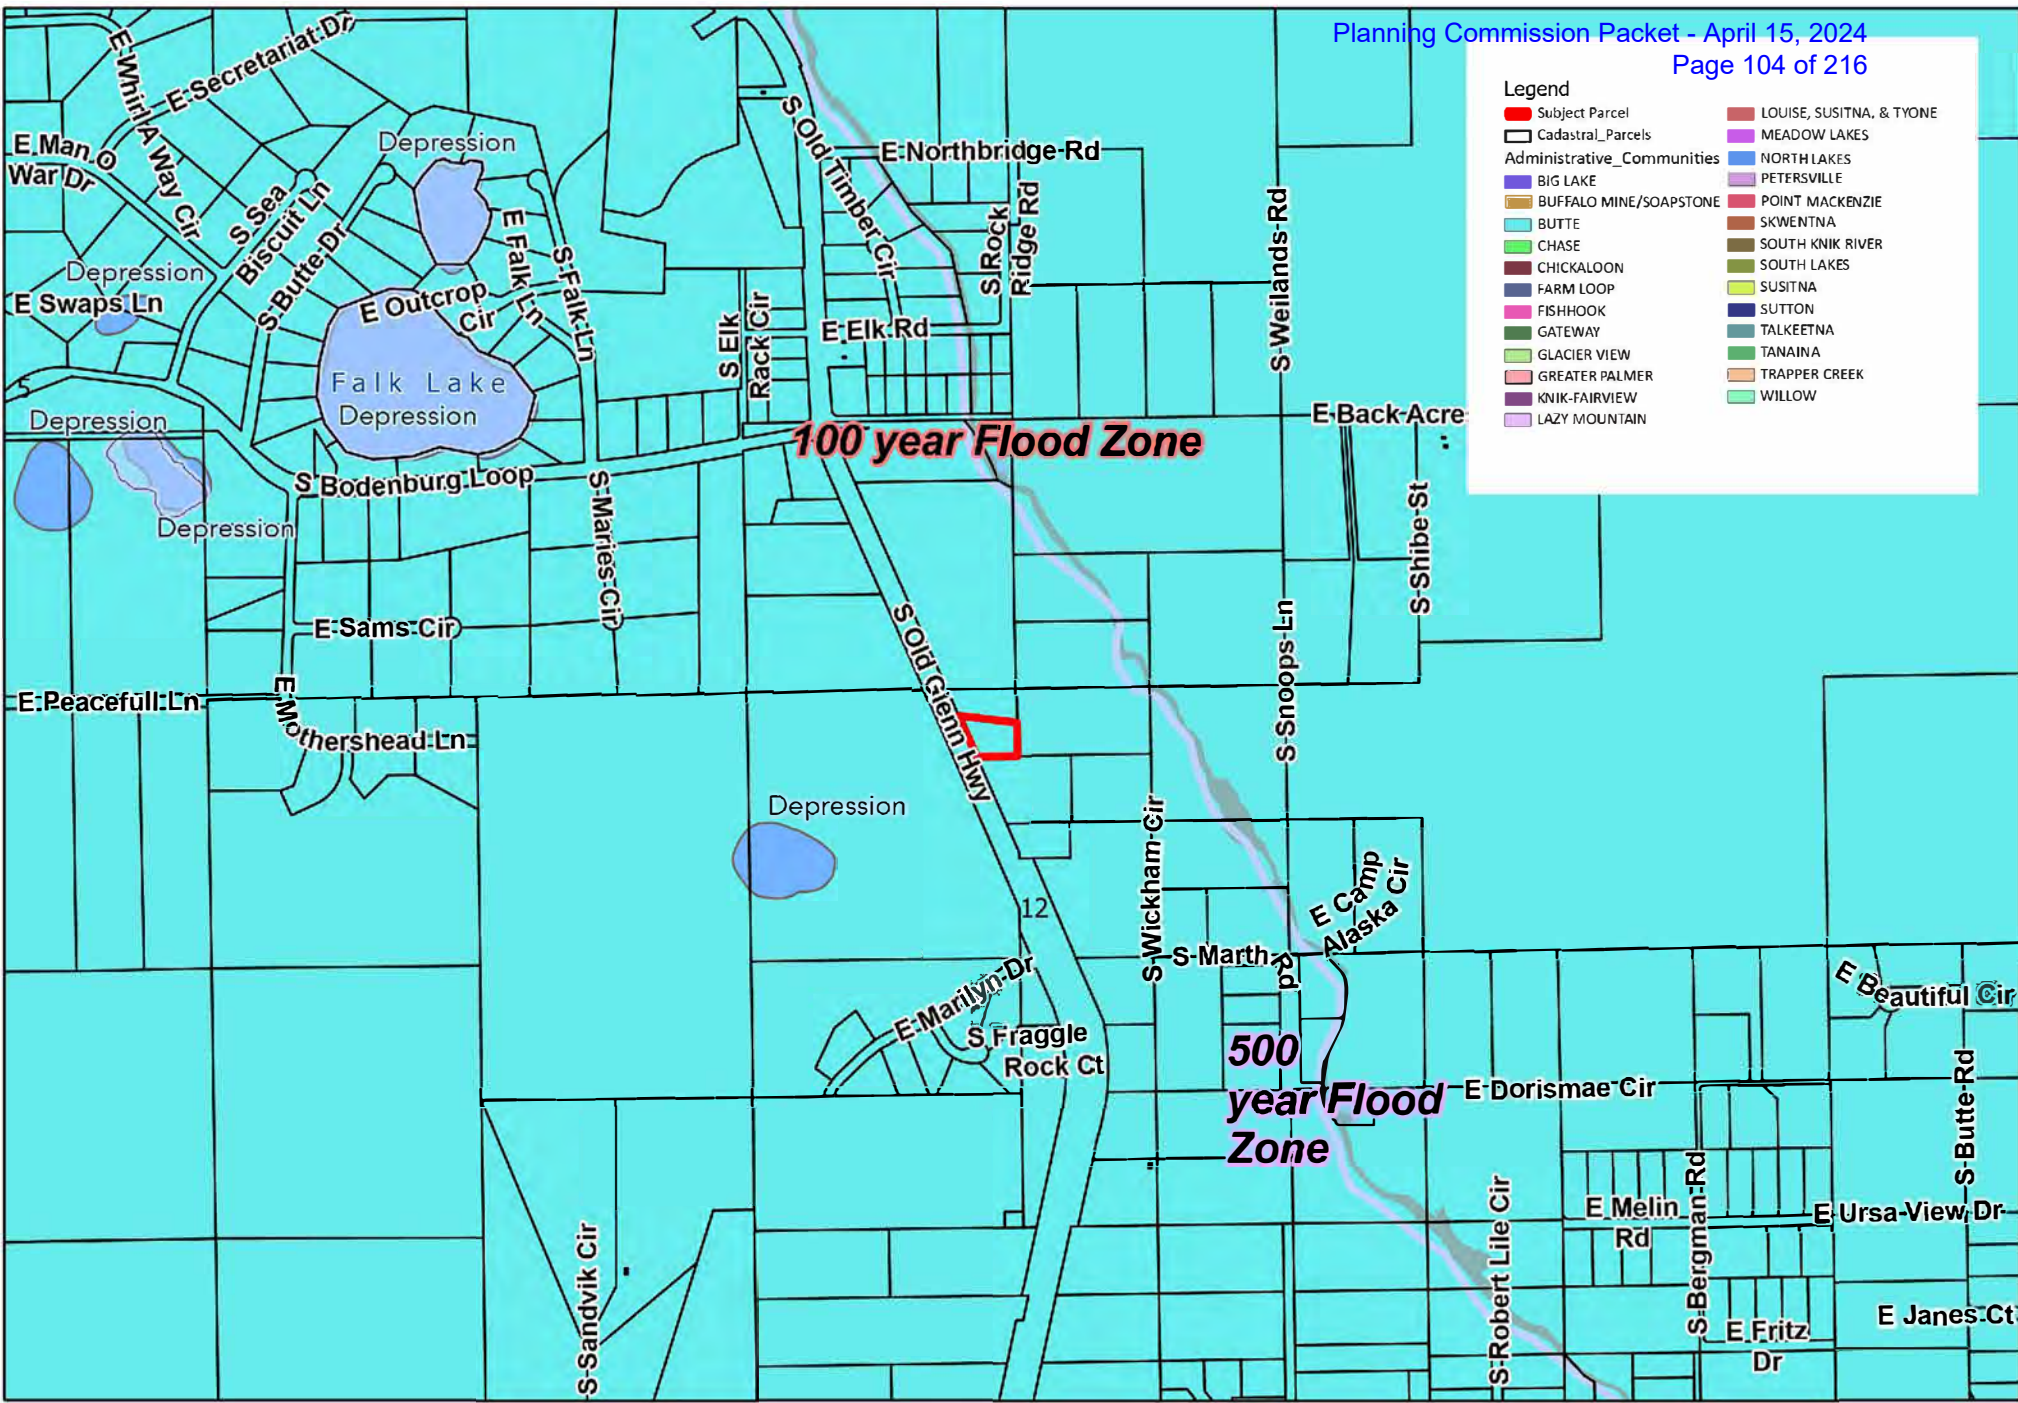 Planning Commission Packet - April 15, 2024
Page 104 of 216
Legend
Subject Parcel
Cadastral_Parcels
Administrative_Communities
BIG LAKE
BUFFALO MINE/SOAPSTONE
BUTTE
CHASE
CHICKALOON
FARM LOOP
FISHHOOK
GATEWAY
GLACIER VIEW
GREATER PALMER
KNIK-FAIRVIEW
LAZY MOUNTAIN
LOUISE, SUSITNA, & TYONE
MEADOW LAKES
NORTH LAKES
PETERSVILLE
POINT MACKENZIE
SKWENTNA
SOUTH KNIK RIVER
SOUTH LAKES
SUSITNA
SUTTON
TALKEETNA
TANAINA
TRAPPER CREEK
WILLOW
E Whirl A Way Cir
E Secretariat Dr
E Man O
War Dr
S Sea
Biscuit Ln
S Butte Dr
Depression
E Falk Ln
S Falk Ln
Depression
E Swaps Ln
E Outcrop
Cir
Falk Lake
Depression
5
Depression
Depression
S Bodenburg Loop
S Maries Cir
S Elk
Rack Cir
S Old Timber Cir
E Northbridge Rd
S Rock
Ridge Rd
E Elk Rd
S Weilands Rd
E Back Acre
100 year Flood Zone
S Shibe St
E Sams Cir
S Old Glenn Hwy
S Snoops Ln
E Peacefull Ln
E Mothershead Ln
Depression
12
S Wickham Cir
E Camp
Alaska Cir
S Marth Rd
E Marilyn Dr
S Fraggle
Rock Ct
E Beautiful Cir
500
year Flood
Zone
E Dorismae Cir
S Butte Rd
S Sandvik Cir
S Robert Lile Cir
E Melin
Rd
S Bergman Rd
E Ursa View Dr
E Janes Ct
E Fritz
Dr